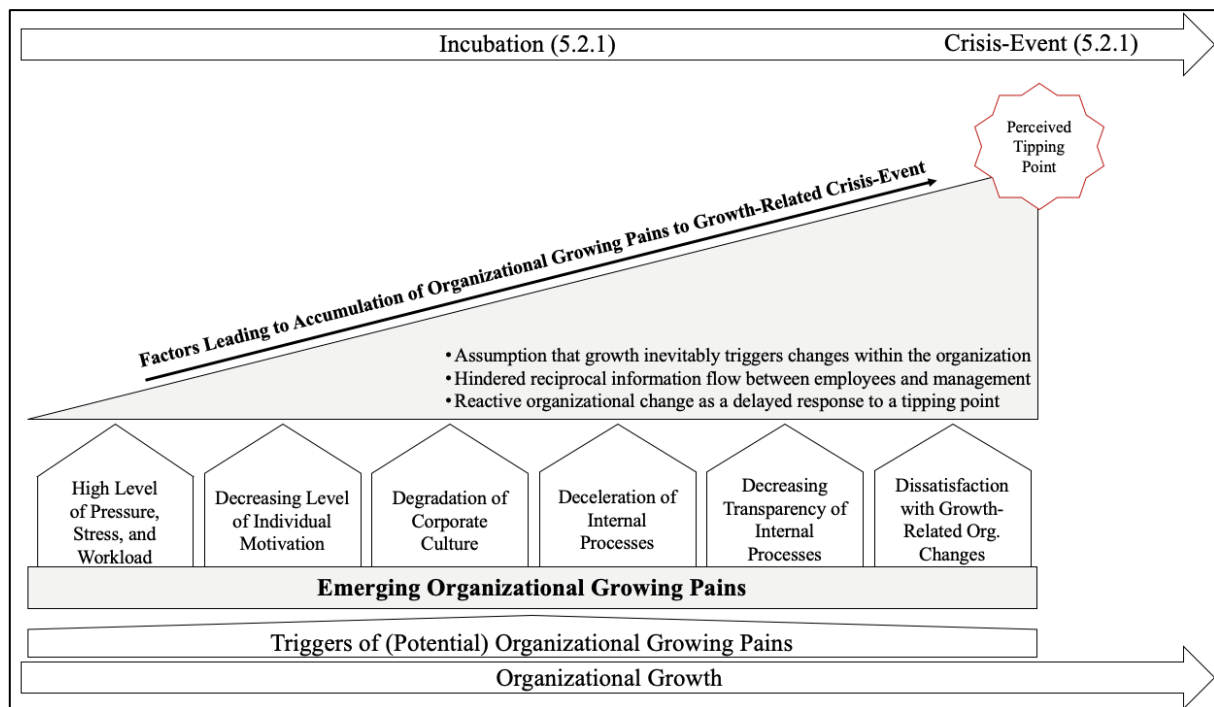 Incubation (5.2.1)
Crisis-Event (5.2.1)
Perceived
Tipping
Point
Factors Leading to Accumulation of Organizational Growing Pains to Growth-Related Crisis-Event
• Assumption that growth inevitably triggers changes within the organization
• Hindered reciprocal information flow between employees and management
• Reactive organizational change as a delayed response to a tipping point
High Level
of Pressure,
Stress, and
Workload
Decreasing Level
of Individual
Motivation
Degradation of
Corporate
Culture
Deceleration of
Internal
Processes
Decreasing
Transparency of
Internal
Processes
Dissatisfaction
with Growth-
Related Org.
Changes
Emerging Organizational Growing Pains
Triggers of (Potential) Organizational Growing Pains
Organizational Growth